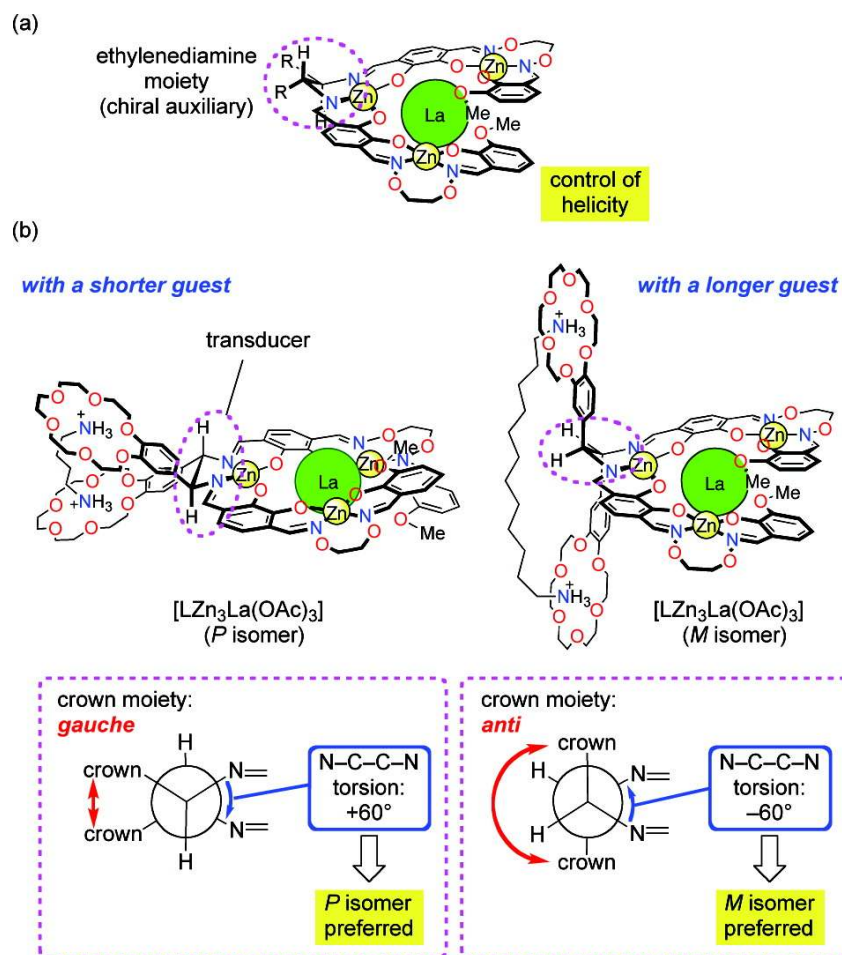 (a)
ethylenediamine
moiety
(chiral auxiliary)
H
R
R
H
N
N
Zn
O
O
O
O
La
O
Me
O
Me
N
O
O
Zn
N
O
Zn
N
N
O
O
control of
helicity
(b)
with a shorter guest
with a longer guest
transducer
+
NH3
+
NH3
H
H
N
N
Zn
La
Zn
Zn
Me
O
Me
+
NH3
+
NH3
H
H
N
N
Zn
La
Zn
Zn
Me
Me
[LZn3La(OAc)3]
(P isomer)
[LZn3La(OAc)3]
(M isomer)
crown moiety:
gauche
H
crown
crown
H
N
N
N–C–C–N
torsion:
+60°
P isomer
preferred
crown moiety:
anti
crown
H
H
crown
N
N
N–C–C–N
torsion:
–60°
M isomer
preferred